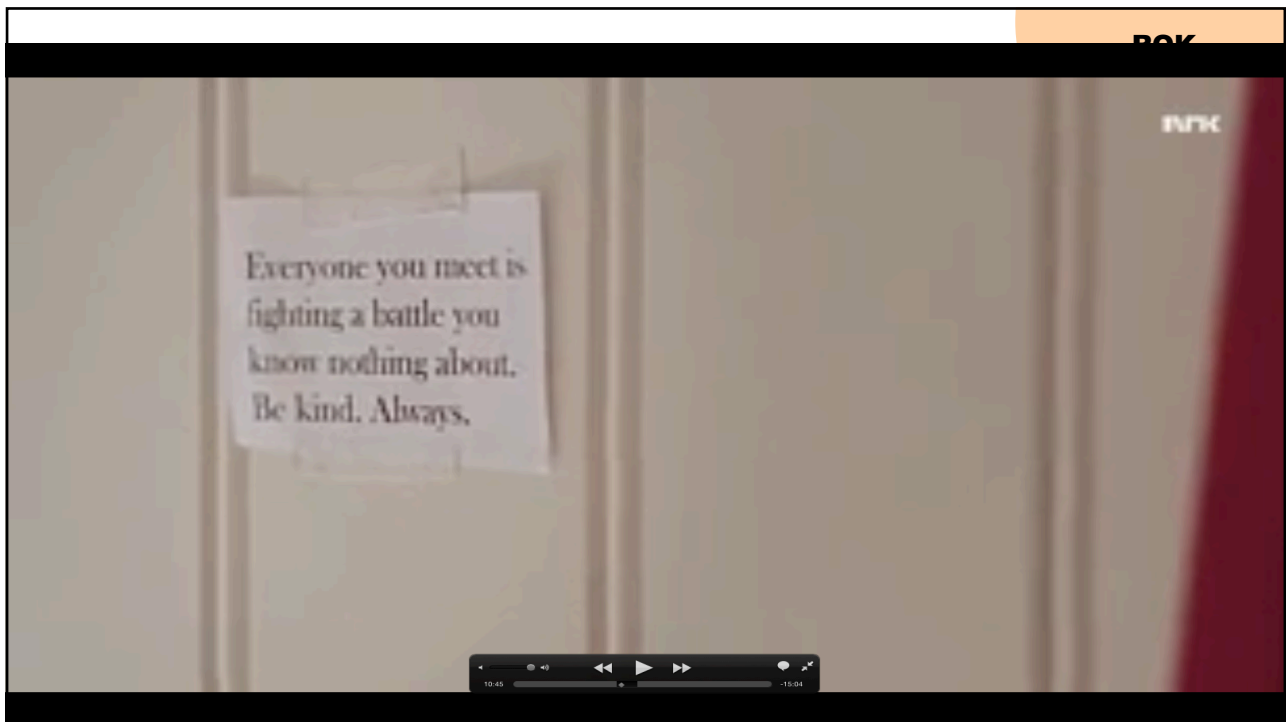 NRK
Everyone you meet is
fighting a battle you
know nothing about.
Be kind. Always.
10:45
-15:04